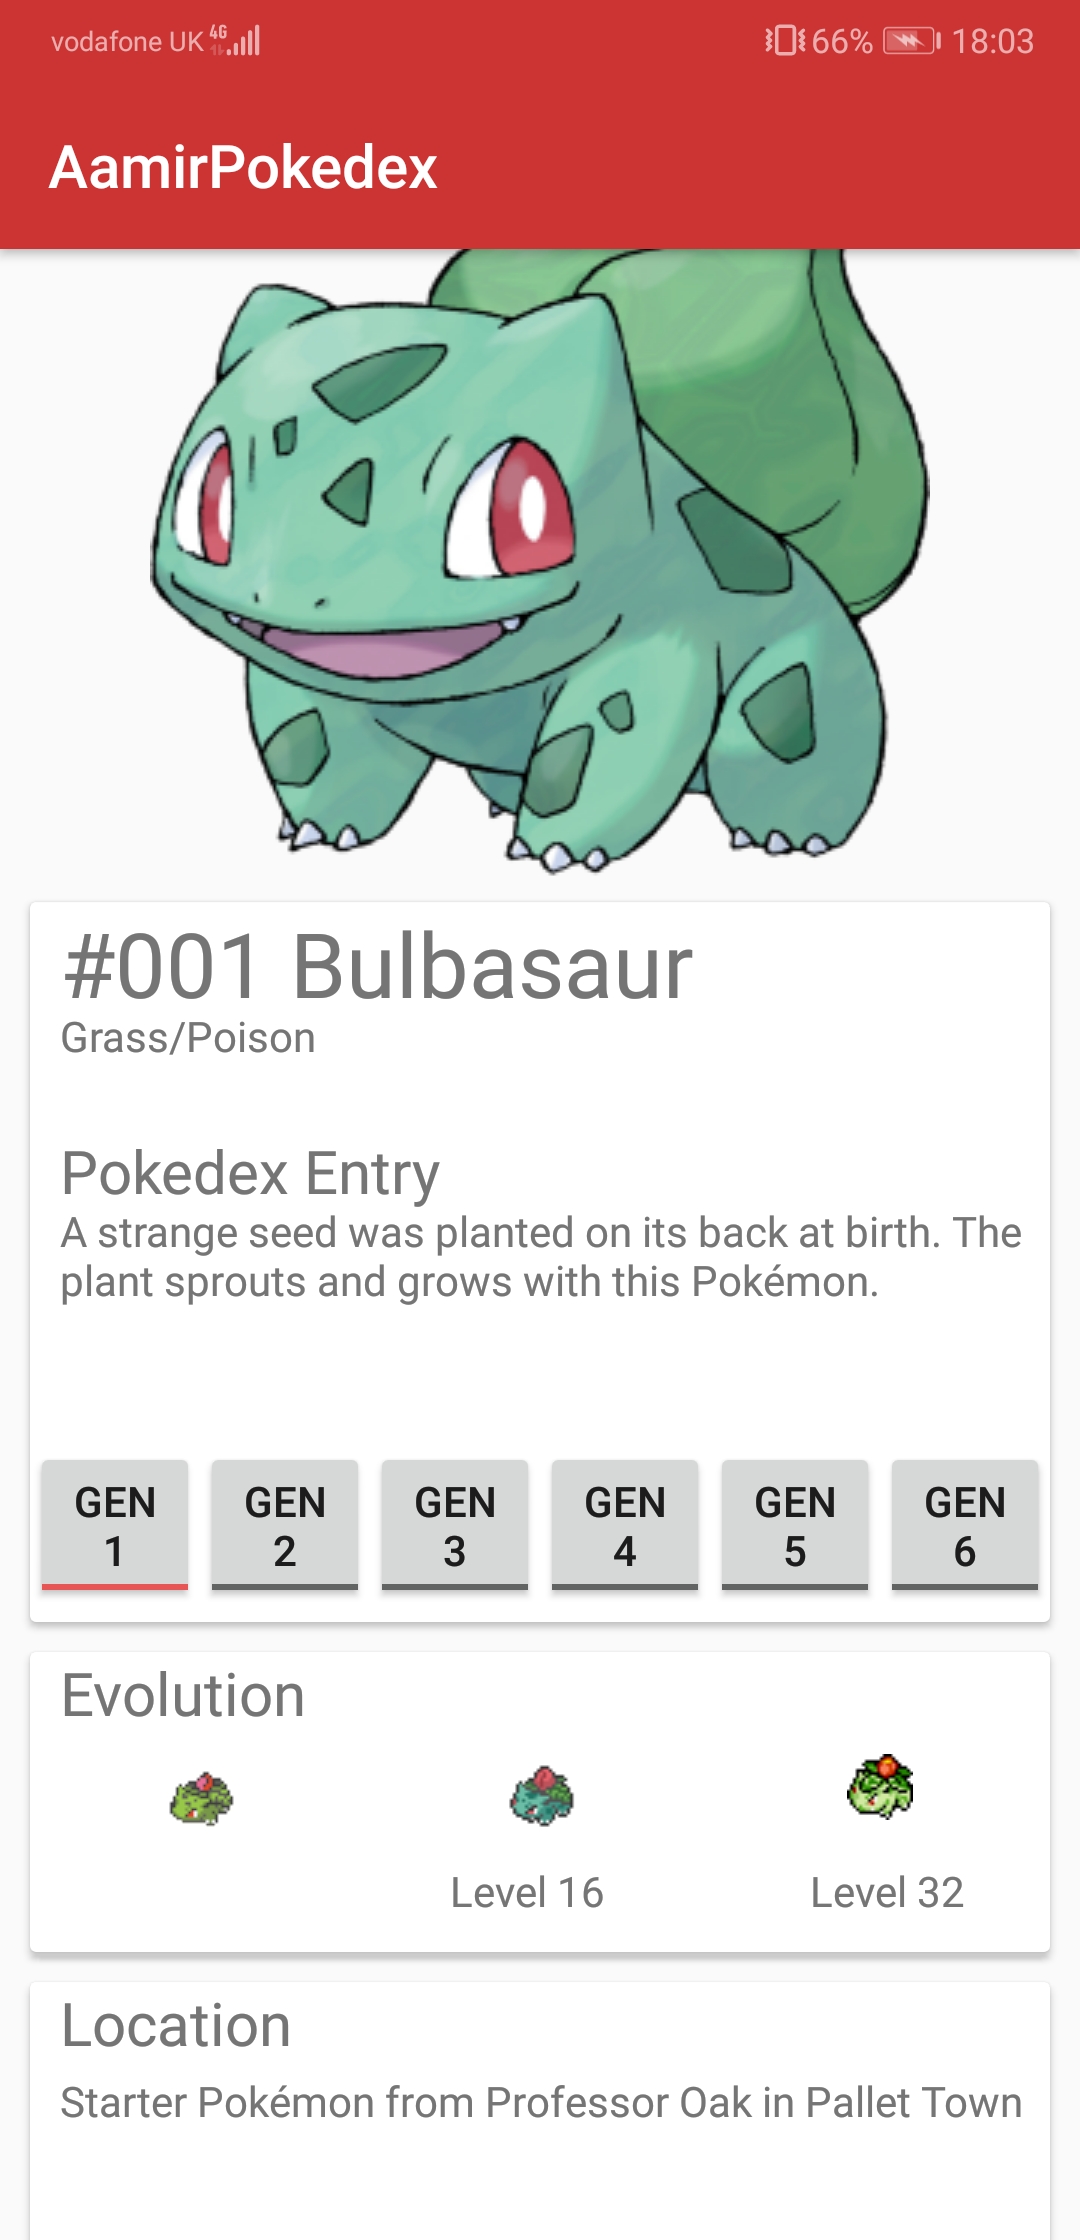 vodafone UK 4G 66% 18:03
AamirPokedex
#001 Bulbasaur
Grass/Poison
Pokedex Entry
A strange seed was planted on its back at birth. The
plant sprouts and grows with this Pokémon.
GEN 1 GEN 2 GEN 3 GEN 4 GEN 5 GEN 6
Evolution
Level 16 Level 32
Location
Starter Pokémon from Professor Oak in Pallet Town